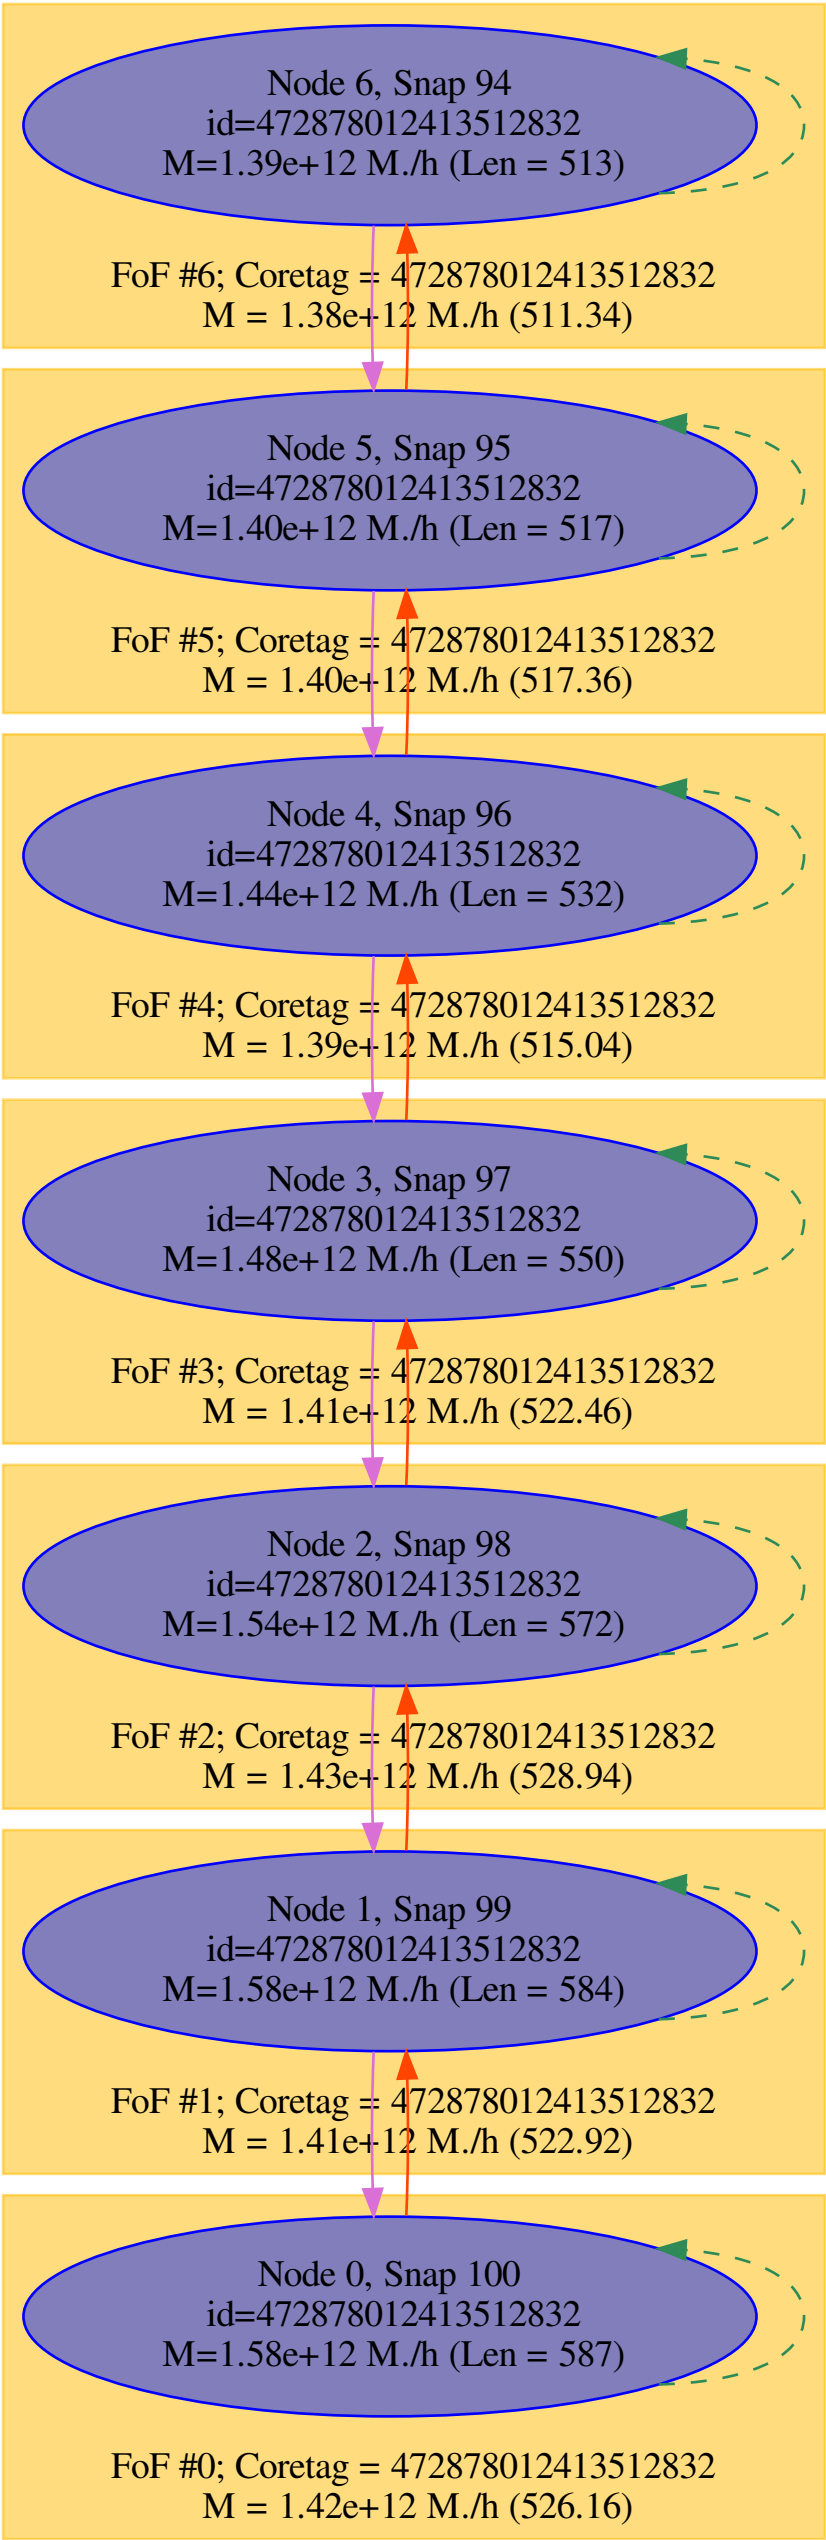 Node 6, Snap 94
id=472878012413512832
M=1.39e+12 M./h (Len = 513)
FoF #6; Coretag = 472878012413512832
M = 1.38e+12 M./h (511.34)
Node 5, Snap 95
id=472878012413512832
M=1.40e+12 M./h (Len = 517)
FoF #5; Coretag = 472878012413512832
M = 1.40e+12 M./h (517.36)
Node 4, Snap 96
id=472878012413512832
M=1.44e+12 M./h (Len = 532)
FoF #4; Coretag = 472878012413512832
M = 1.39e+12 M./h (515.04)
Node 3, Snap 97
id=472878012413512832
M=1.48e+12 M./h (Len = 550)
FoF #3; Coretag = 472878012413512832
M = 1.41e+12 M./h (522.46)
Node 2, Snap 98
id=472878012413512832
M=1.54e+12 M./h (Len = 572)
FoF #2; Coretag = 472878012413512832
M = 1.43e+12 M./h (528.94)
Node 1, Snap 99
id=472878012413512832
M=1.58e+12 M./h (Len = 584)
FoF #1; Coretag = 472878012413512832
M = 1.41e+12 M./h (522.92)
Node 0, Snap 100
id=472878012413512832
M=1.58e+12 M./h (Len = 587)
FoF #0; Coretag = 472878012413512832
M = 1.42e+12 M./h (526.16)